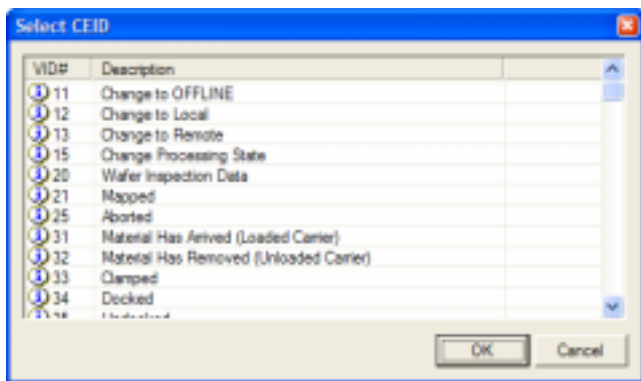 Select CEID
VID# Description
11 Change to OFFLINE
12 Change to Local
13 Change to Remote
15 Change Processing State
20 Wafer Inspection Data
21 Mapped
25 Aborted
31 Material Has Arrived (Loaded Carrier)
32 Material Has Removed (Unloaded Carrier)
33 Clamped
34 Docked
OK Cancel